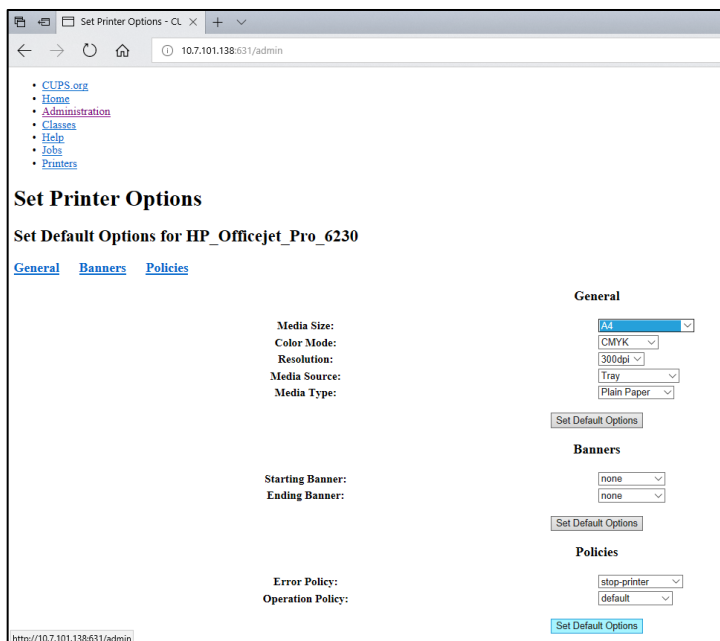 Set Printer Options - CL
10.7.101.138:631/admin
CUPS.org
Home
Administration
Classes
Help
Jobs
Printers
Set Printer Options
Set Default Options for HP_Officejet_Pro_6230
General Banners Policies
General
Media Size: A4
Color Mode: CMYK
Resolution: 300dpi
Media Source: Tray
Media Type: Plain Paper
Set Default Options
Banners
Starting Banner: none
Ending Banner: none
Set Default Options
Policies
Error Policy: stop-printer
Operation Policy: default
Set Default Options
http://10.7.101.138:631/admin